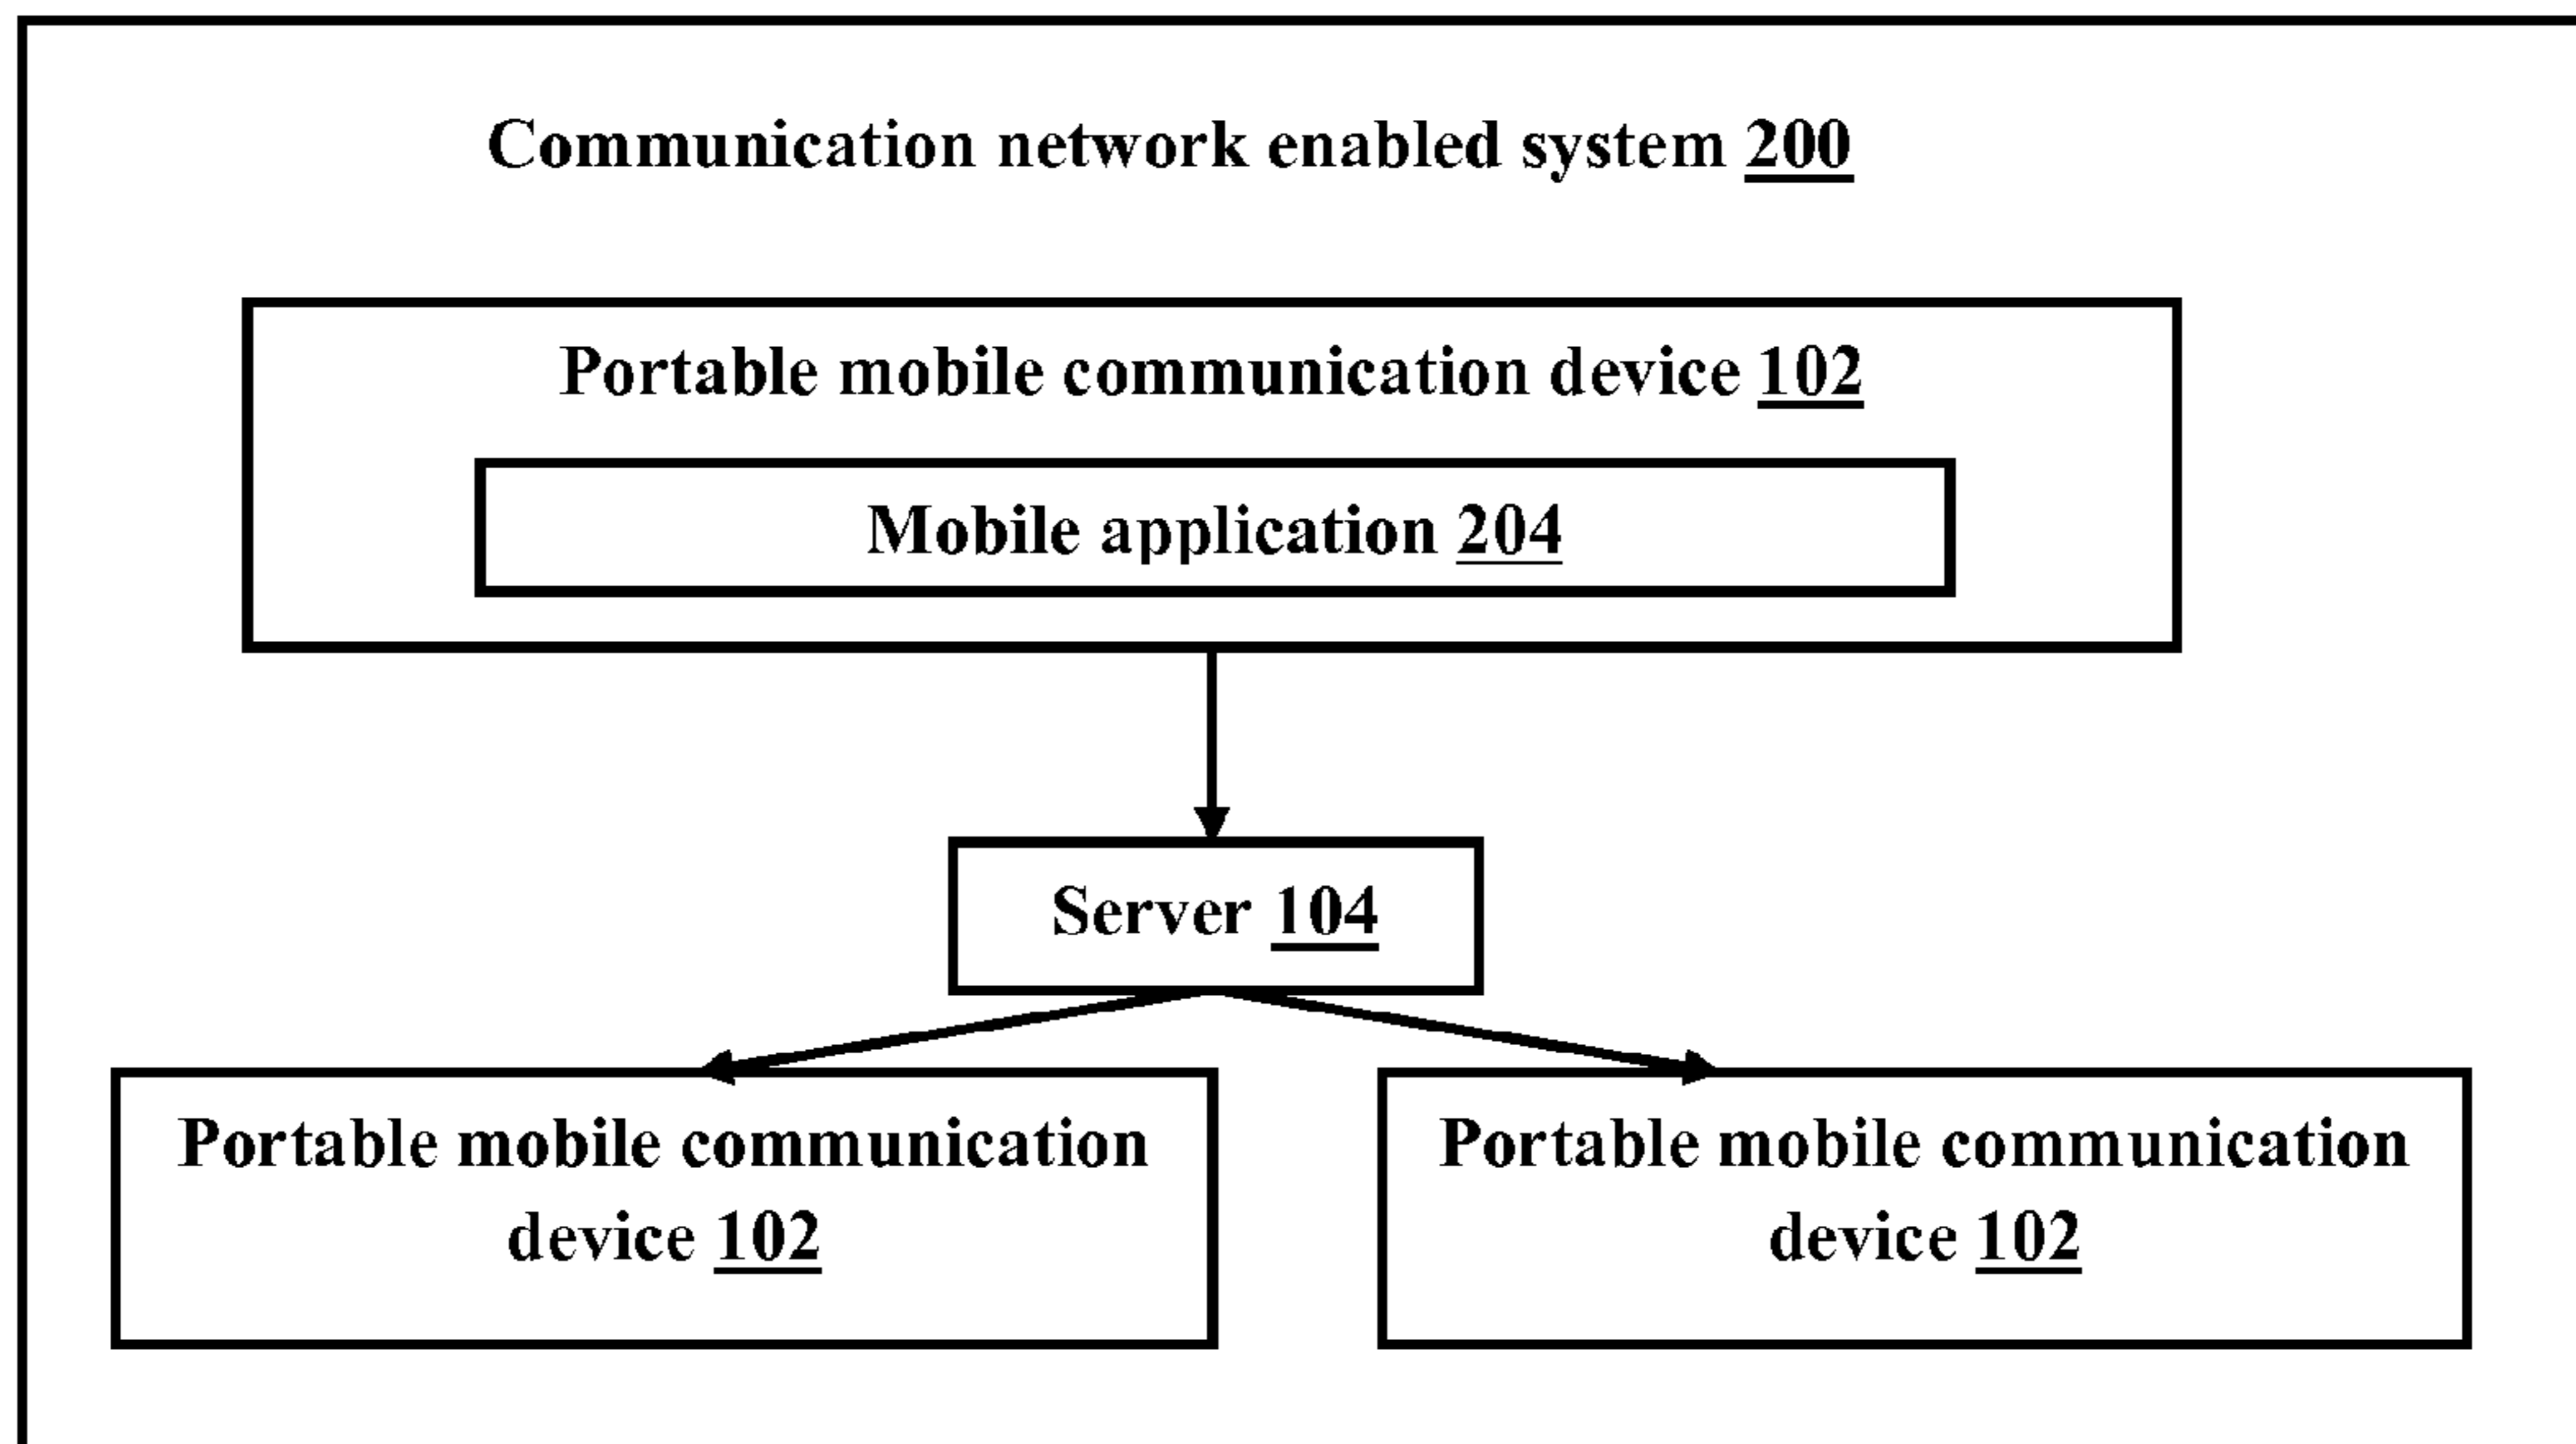 Communication network enabled system 200
Portable mobile communication device 102
Mobile application 204
Server 104
Portable mobile communication
device 102
Portable mobile communication
device 102